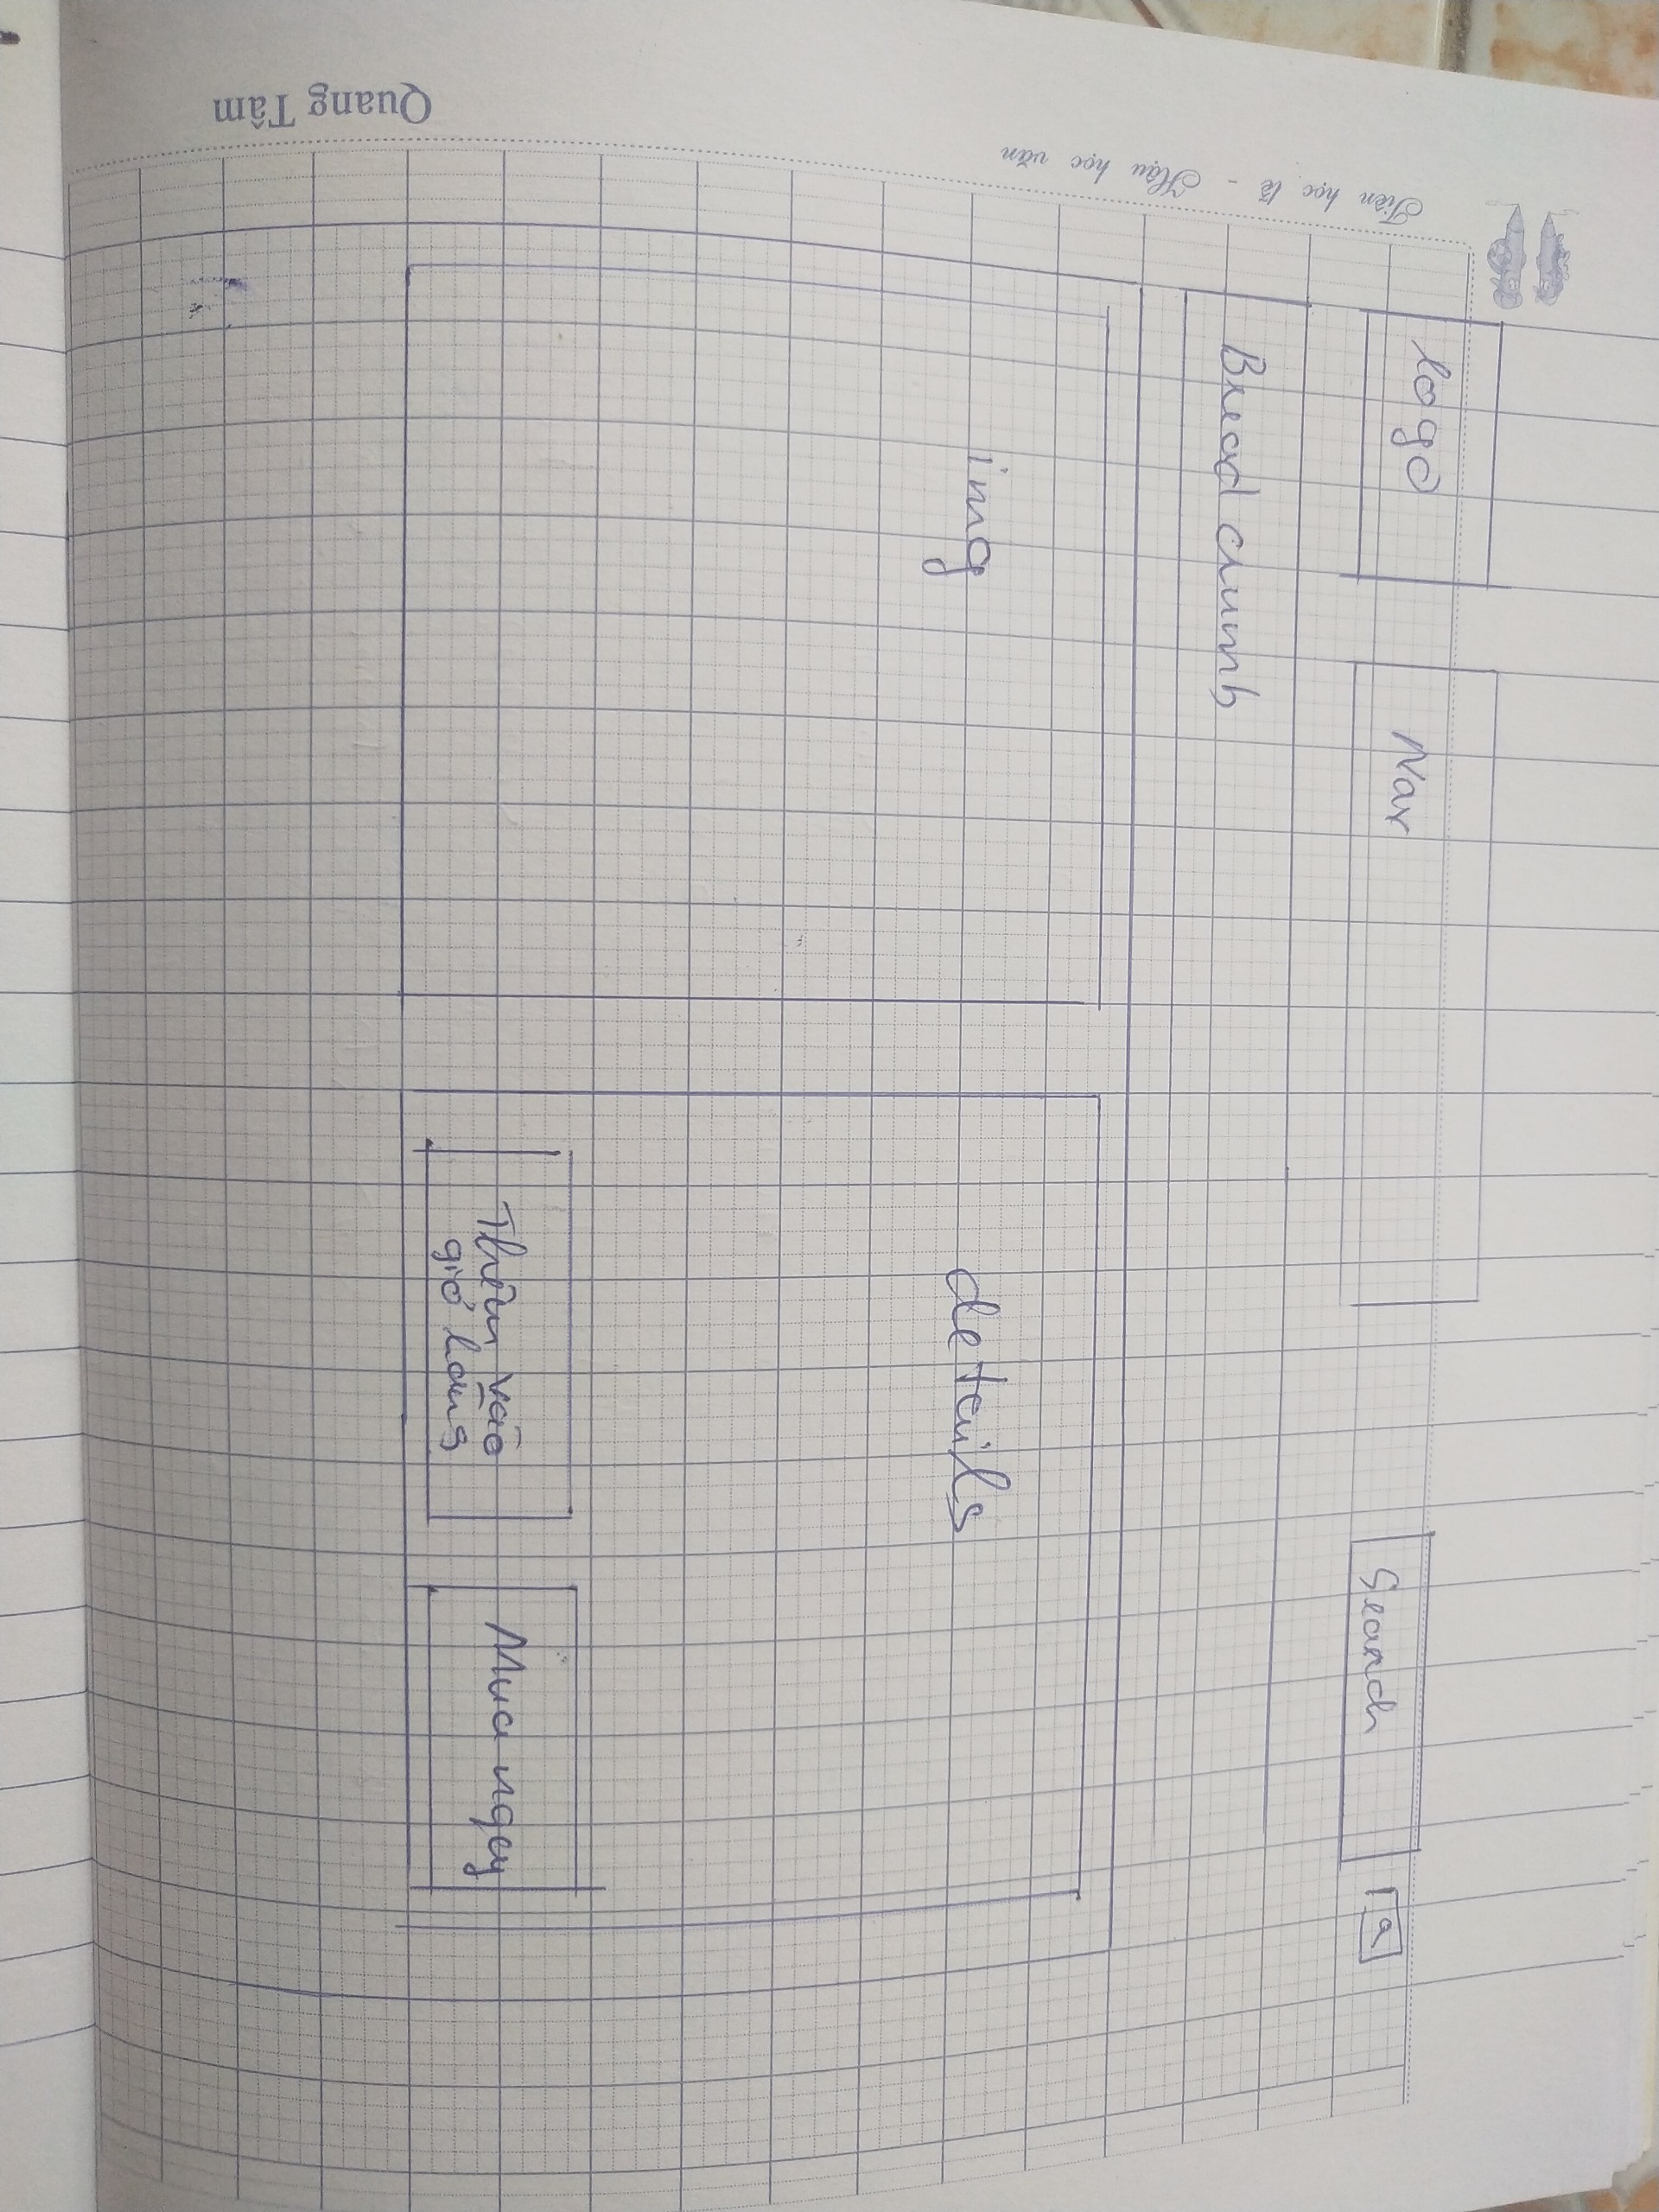 logo
Nav
Search
Bread crumb
img
details
Thêm vào
giỏ hàng
Mua ngay
Tiên học lễ - Hậu học văn
Quang Tâm